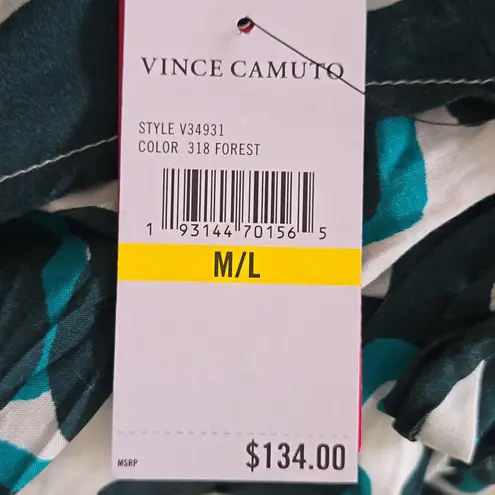 VINCE CAMUTO
STYLE V34931
COLOR 318 FOREST
1 93144 70156 5
M/L
MSRP $134.00